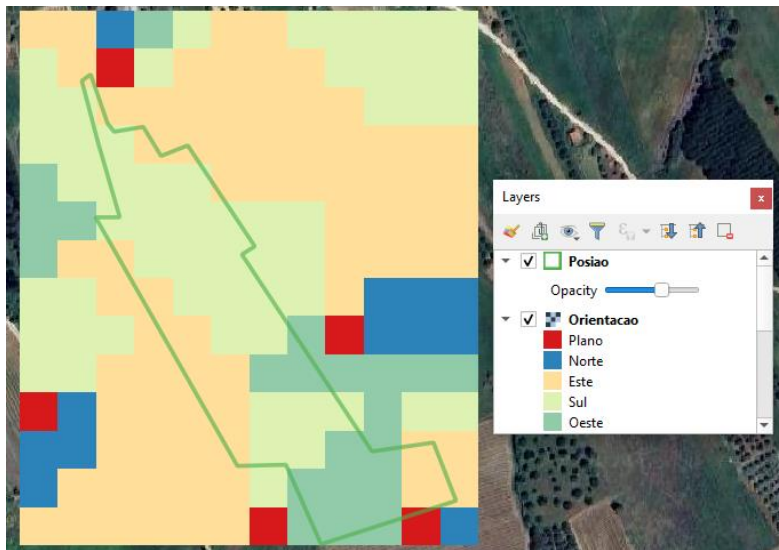 Layers
x
Posiao
Opacity
Orientacao
Plano
Norte
Este
Sul
Oeste